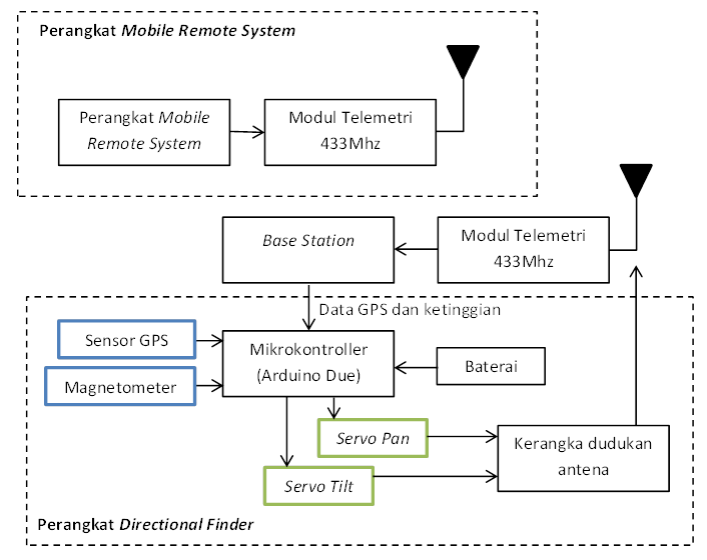 Perangkat Mobile Remote System
Perangkat Mobile
Remote System
Modul Telemetri
433Mhz
Base Station
Modul Telemetri
433Mhz
Data GPS dan ketinggian
Sensor GPS
Mikrokontroller
(Arduino Due)
Baterai
Magnetometer
Servo Pan
Kerangka dudukan
antena
Servo Tilt
Perangkat Directional Finder